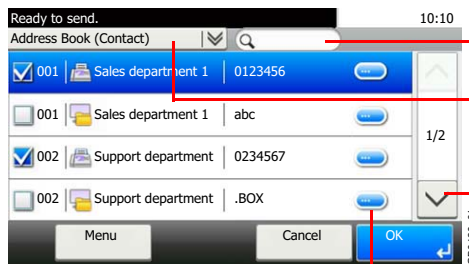 Ready to send. 10:10
Address Book (Contact)
001 Sales department 1 0123456
001 Sales department 1 abc
1/2
002 Support department 0234567
002 Support department .BOX
Menu Cancel OK